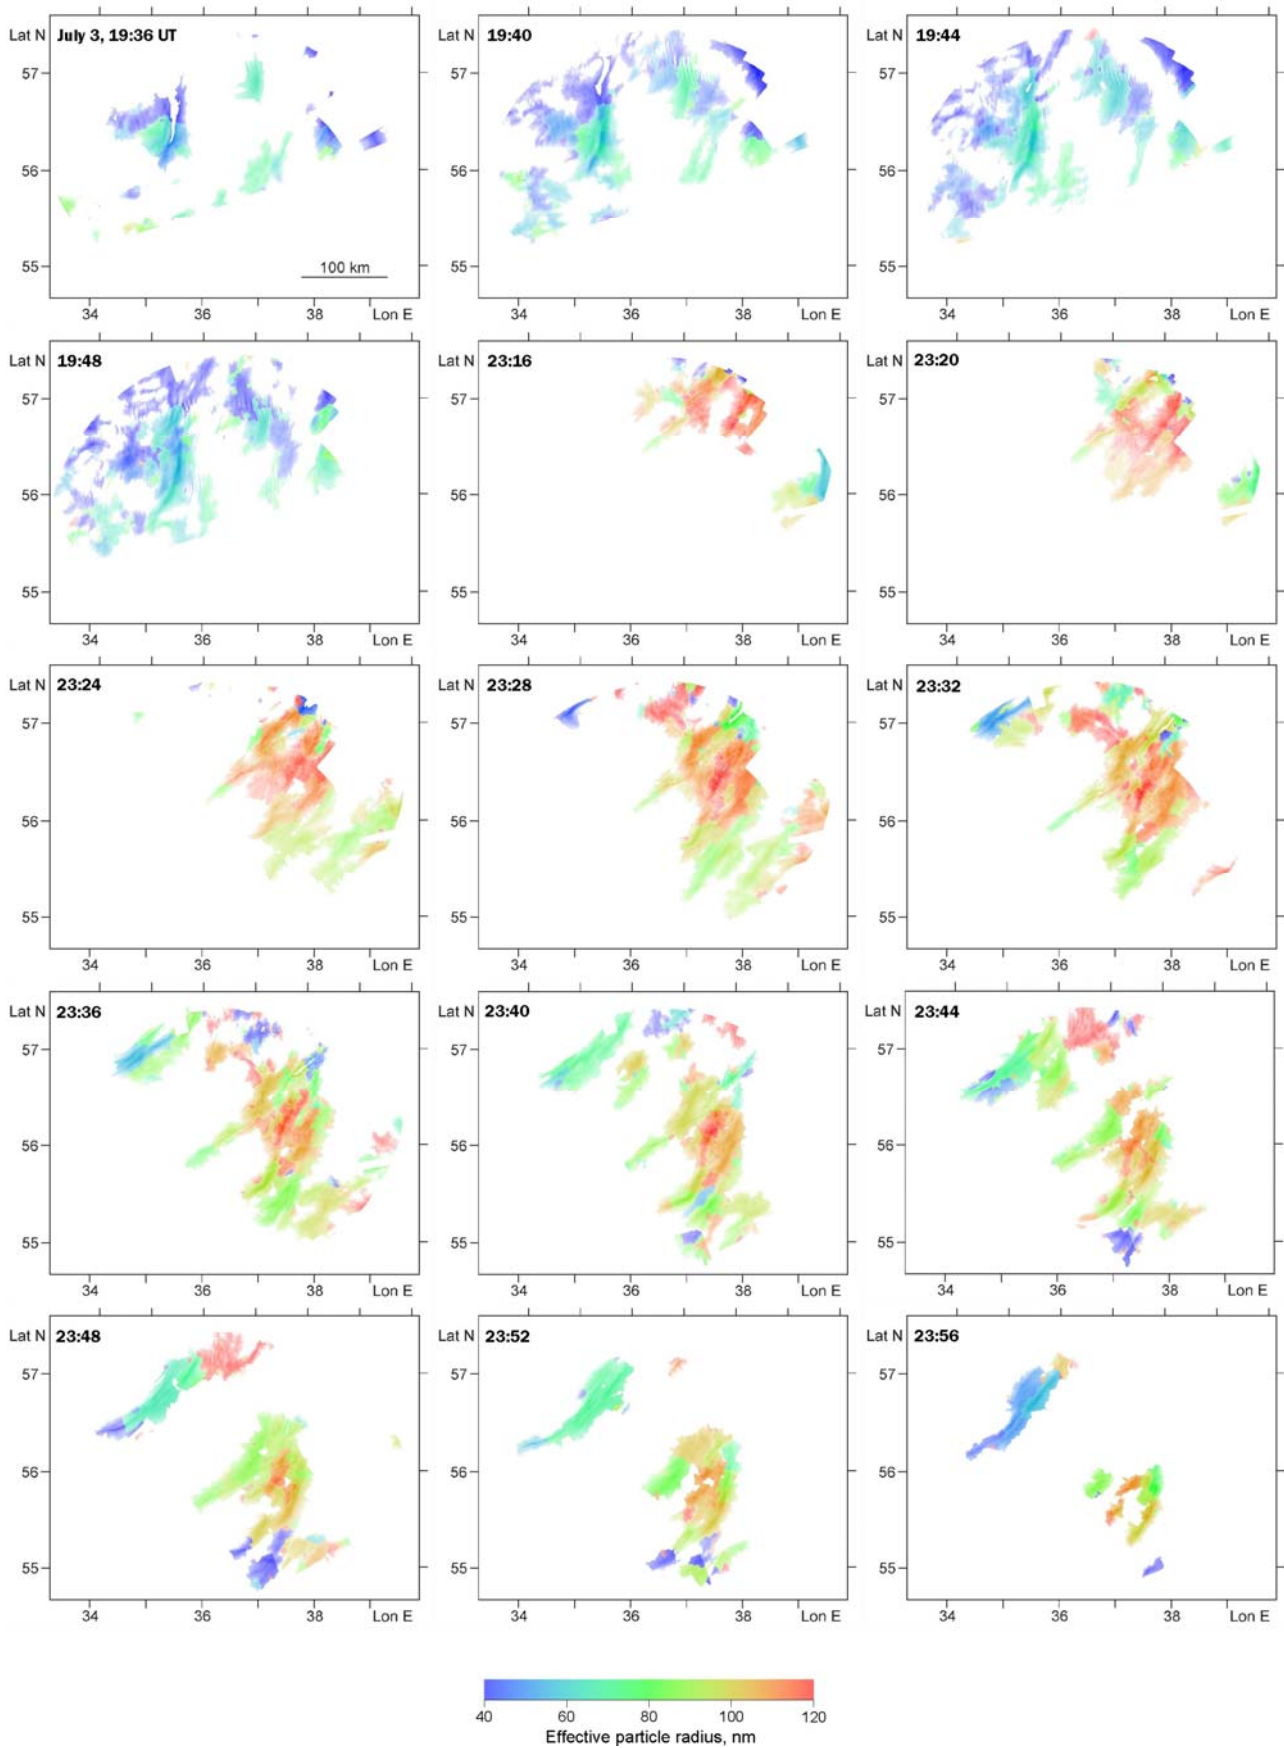 Lat N July 3, 19:36 UT
57
56
55
100 km
34 36 38 Lon E
Lat N 19:40
57
56
55
34 36 38 Lon E
Lat N 19:44
57
56
55
34 36 38 Lon E
Lat N 19:48
57
56
55
34 36 38 Lon E
Lat N 23:16
57
56
55
34 36 38 Lon E
Lat N 23:20
57
56
55
34 36 38 Lon E
Lat N 23:24
57
56
55
34 36 38 Lon E
Lat N 23:28
57
56
55
34 36 38 Lon E
Lat N 23:32
57
56
55
34 36 38 Lon E
Lat N 23:36
57
56
55
34 36 38 Lon E
Lat N 23:40
57
56
55
34 36 38 Lon E
Lat N 23:44
57
56
55
34 36 38 Lon E
Lat N 23:48
57
56
55
34 36 38 Lon E
Lat N 23:52
57
56
55
34 36 38 Lon E
Lat N 23:56
57
56
55
34 36 38 Lon E
40 60 80 100 120
Effective particle radius, nm